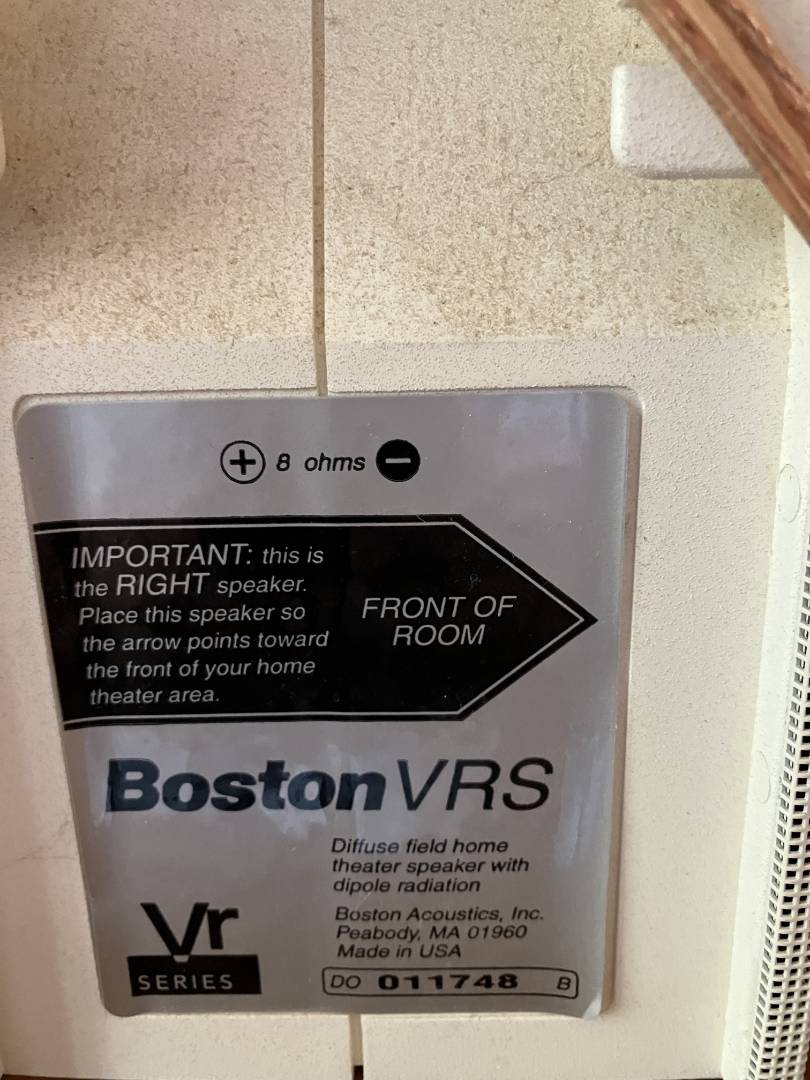 + 8 ohms −
IMPORTANT: this is
the RIGHT speaker.
Place this speaker so
the arrow points toward
the front of your home
theater area.
FRONT OF
ROOM
Boston VRS
Diffuse field home
theater speaker with
dipole radiation
Boston Acoustics, Inc.
Peabody, MA 01960
Made in USA
Vr
SERIES
DO 011748 B